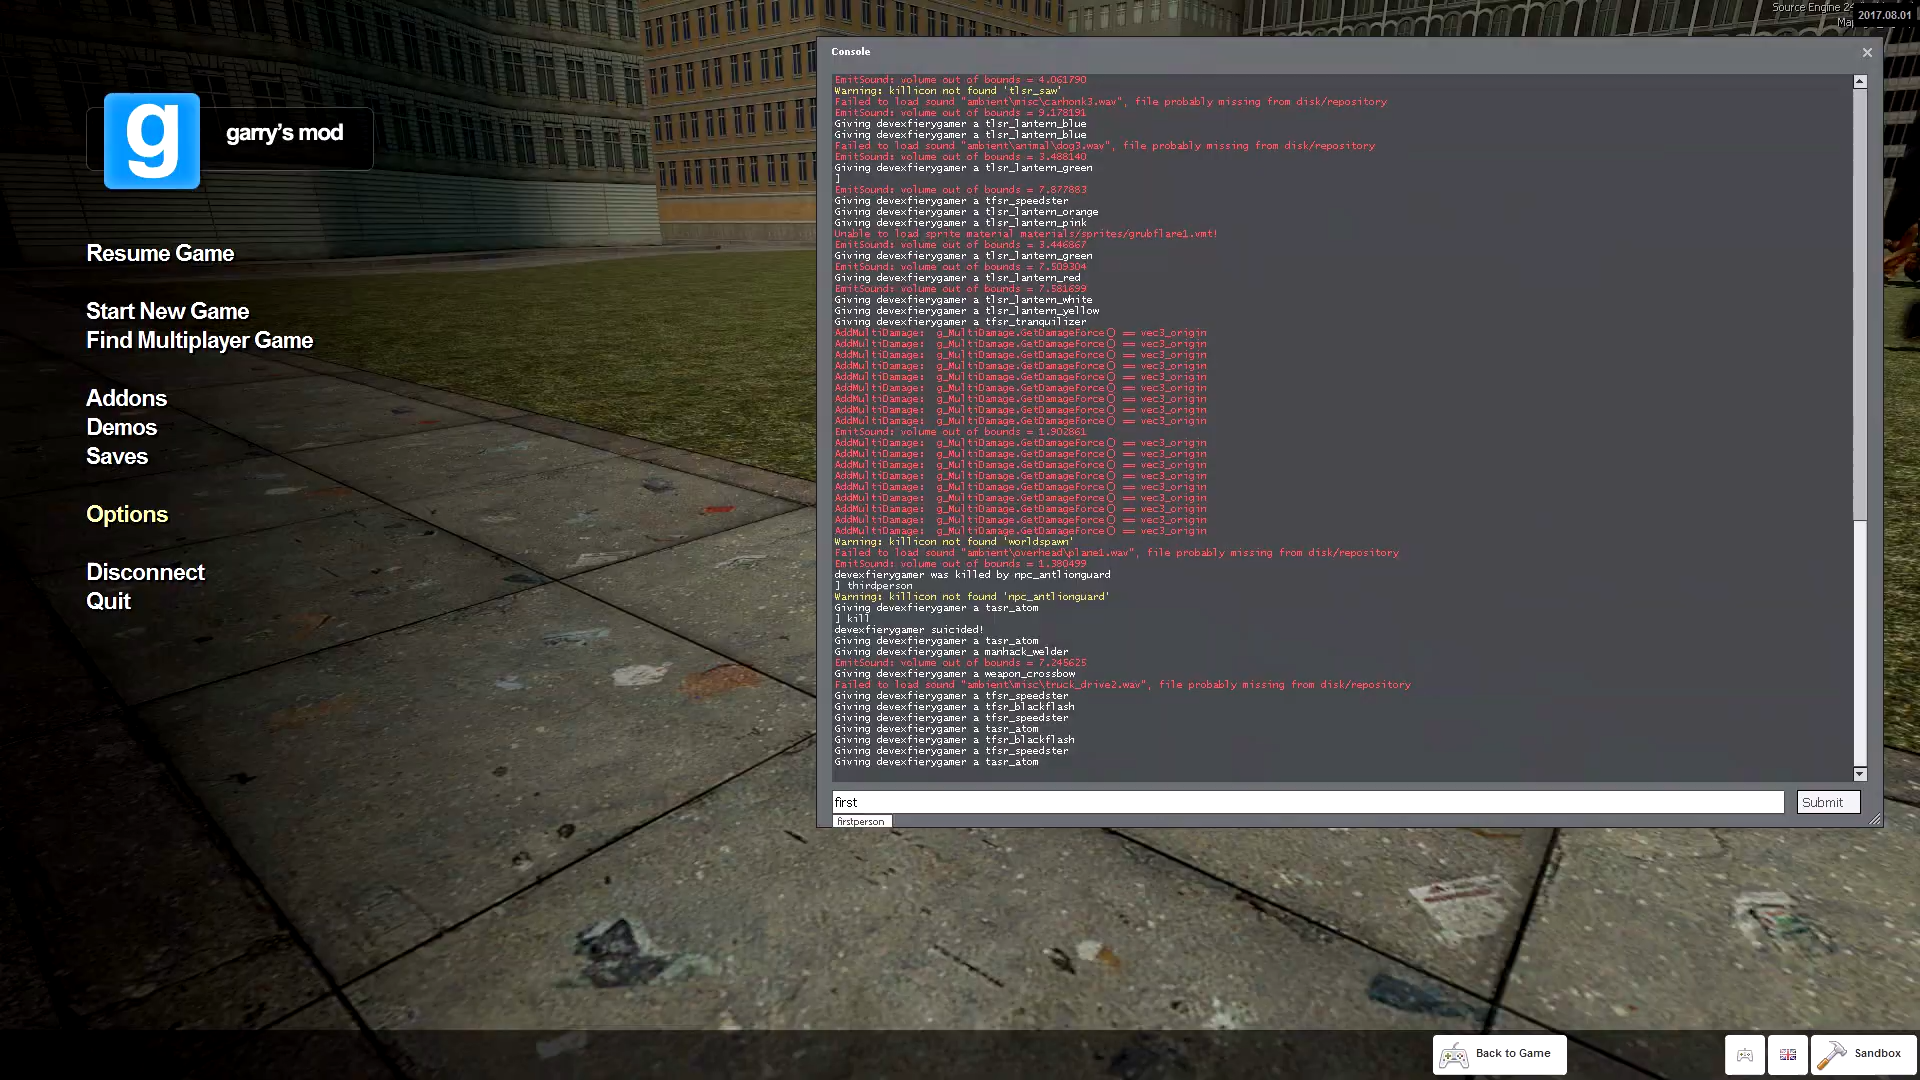 Source Engine 24
2017.08.01
Map
g
garry's mod
Resume Game
Start New Game
Find Multiplayer Game
Addons
Demos
Saves
Options
Disconnect
Quit
Console
EmitSound: volume out of bounds = 4.061790
Warning: killicon not found 'tlsr_saw'
Failed to load sound "ambient\misc\carhonk3.wav", file probably missing from disk/repository
EmitSound: volume out of bounds = 9.178191
Giving devexfierygamer a tlsr_lantern_blue
Giving devexfierygamer a tlsr_lantern_blue
Failed to load sound "ambient\animal\dog3.wav", file probably missing from disk/repository
EmitSound: volume out of bounds = 3.488140
Giving devexfierygamer a tlsr_lantern_green
]
EmitSound: volume out of bounds = 7.877883
Giving devexfierygamer a tfsr_speedster
Giving devexfierygamer a tlsr_lantern_orange
Giving devexfierygamer a tlsr_lantern_pink
Unable to load sprite material materials/sprites/grubflare1.vmt!
EmitSound: volume out of bounds = 3.446867
Giving devexfierygamer a tlsr_lantern_green
EmitSound: volume out of bounds = 7.509304
Giving devexfierygamer a tlsr_lantern_red
EmitSound: volume out of bounds = 7.581699
Giving devexfierygamer a tlsr_lantern_white
Giving devexfierygamer a tlsr_lantern_yellow
Giving devexfierygamer a tfsr_tranquilizer
AddMultiDamage: g_MultiDamage.GetDamageForce() == vec3_origin
AddMultiDamage: g_MultiDamage.GetDamageForce() == vec3_origin
AddMultiDamage: g_MultiDamage.GetDamageForce() == vec3_origin
AddMultiDamage: g_MultiDamage.GetDamageForce() == vec3_origin
AddMultiDamage: g_MultiDamage.GetDamageForce() == vec3_origin
AddMultiDamage: g_MultiDamage.GetDamageForce() == vec3_origin
AddMultiDamage: g_MultiDamage.GetDamageForce() == vec3_origin
AddMultiDamage: g_MultiDamage.GetDamageForce() == vec3_origin
AddMultiDamage: g_MultiDamage.GetDamageForce() == vec3_origin
EmitSound: volume out of bounds = 1.902861
AddMultiDamage: g_MultiDamage.GetDamageForce() == vec3_origin
AddMultiDamage: g_MultiDamage.GetDamageForce() == vec3_origin
AddMultiDamage: g_MultiDamage.GetDamageForce() == vec3_origin
AddMultiDamage: g_MultiDamage.GetDamageForce() == vec3_origin
AddMultiDamage: g_MultiDamage.GetDamageForce() == vec3_origin
AddMultiDamage: g_MultiDamage.GetDamageForce() == vec3_origin
AddMultiDamage: g_MultiDamage.GetDamageForce() == vec3_origin
AddMultiDamage: g_MultiDamage.GetDamageForce() == vec3_origin
AddMultiDamage: g_MultiDamage.GetDamageForce() == vec3_origin
Warning: killicon not found 'worldspawn'
Failed to load sound "ambient\overhead\plane1.wav", file probably missing from disk/repository
EmitSound: volume out of bounds = 1.380499
devexfierygamer was killed by npc_antlionguard
] thirdperson
Warning: killicon not found 'npc_antlionguard'
Giving devexfierygamer a tasr_atom
] kill
devexfierygamer suicided!
Giving devexfierygamer a tasr_atom
Giving devexfierygamer a manhack_welder
EmitSound: volume out of bounds = 7.245625
Giving devexfierygamer a weapon_crossbow
Failed to load sound "ambient\misc\truck_drive2.wav", file probably missing from disk/repository
Giving devexfierygamer a tfsr_speedster
Giving devexfierygamer a tfsr_blackflash
Giving devexfierygamer a tfsr_speedster
Giving devexfierygamer a tasr_atom
Giving devexfierygamer a tfsr_blackflash
Giving devexfierygamer a tfsr_speedster
Giving devexfierygamer a tasr_atom
first
Submit
firstperson
Back to Game
Sandbox